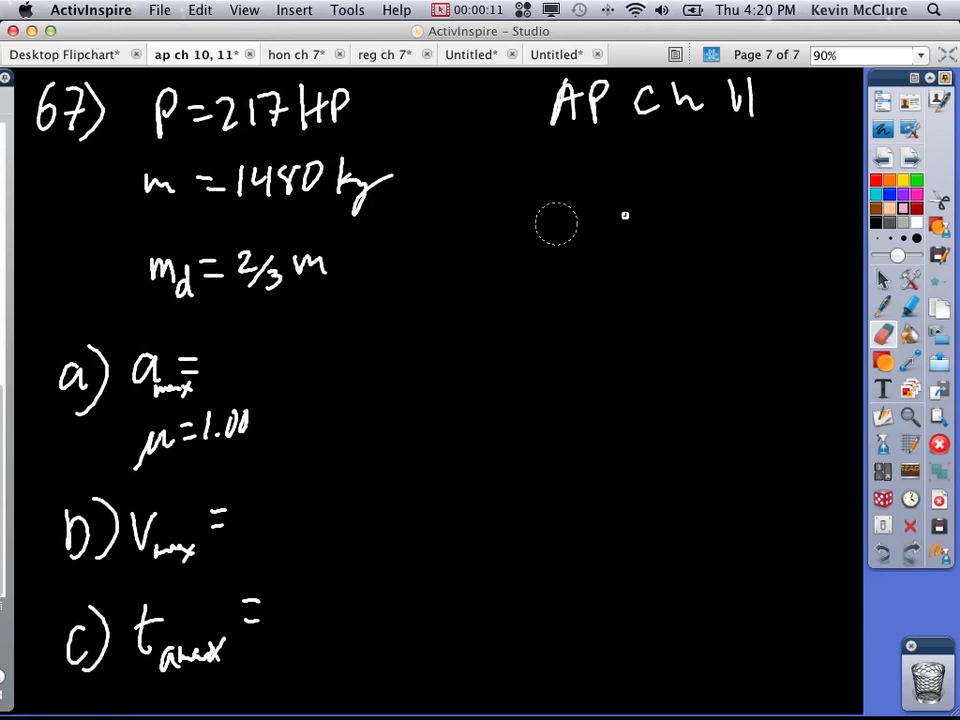 ActivInspire File Edit View Insert Tools Help 00:00:11 Thu 4:20 PM Kevin McClure
ActivInspire - Studio
Desktop Flipchart* ap ch 10, 11* hon ch 7* reg ch 7* Untitled* Untitled* Page 7 of 7 90%
67) P = 217 HP
AP ch 11
m = 1480 kg
m_d = 2/3 m
a) a_max =
μ = 1.00
b) V_max =
c) t_amax =